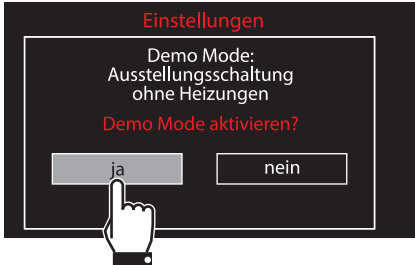 Einstellungen
Demo Mode:
Ausstellungsschaltung
ohne Heizungen
Demo Mode aktivieren?
ja
nein